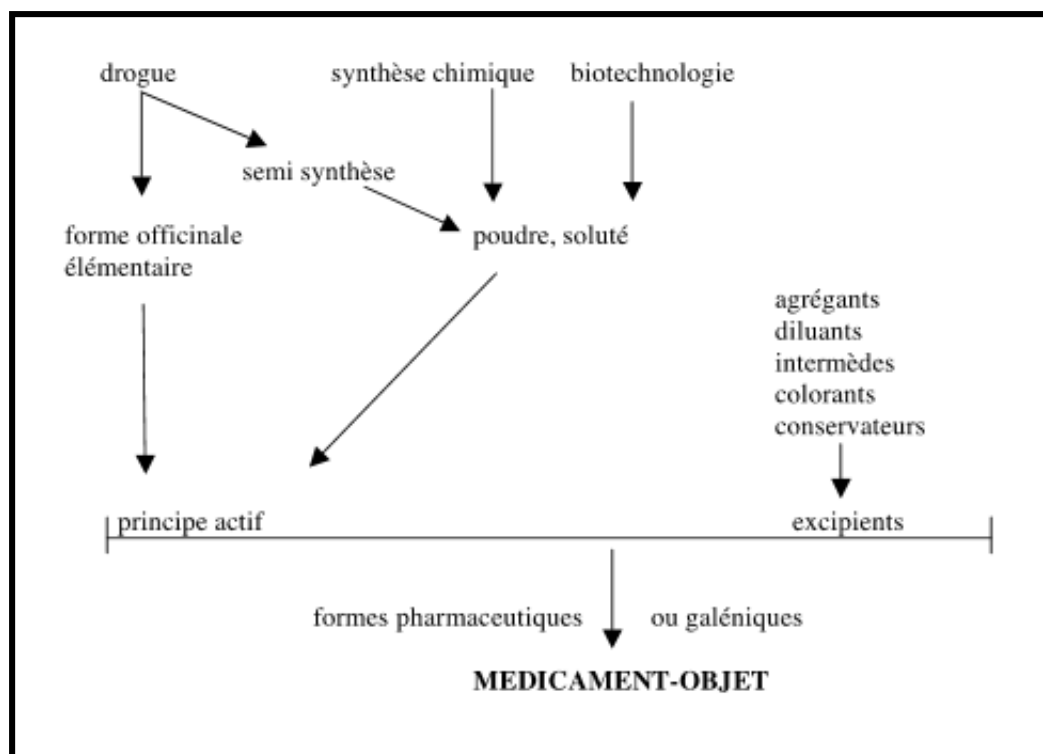 drogue synthèse chimique biotechnologie
semi synthèse
forme officinale poudre, soluté
élémentaire
agrégants
diluants
intermèdes
colorants
conservateurs
principe actif excipients
formes pharmaceutiques ou galéniques
MEDICAMENT-OBJET